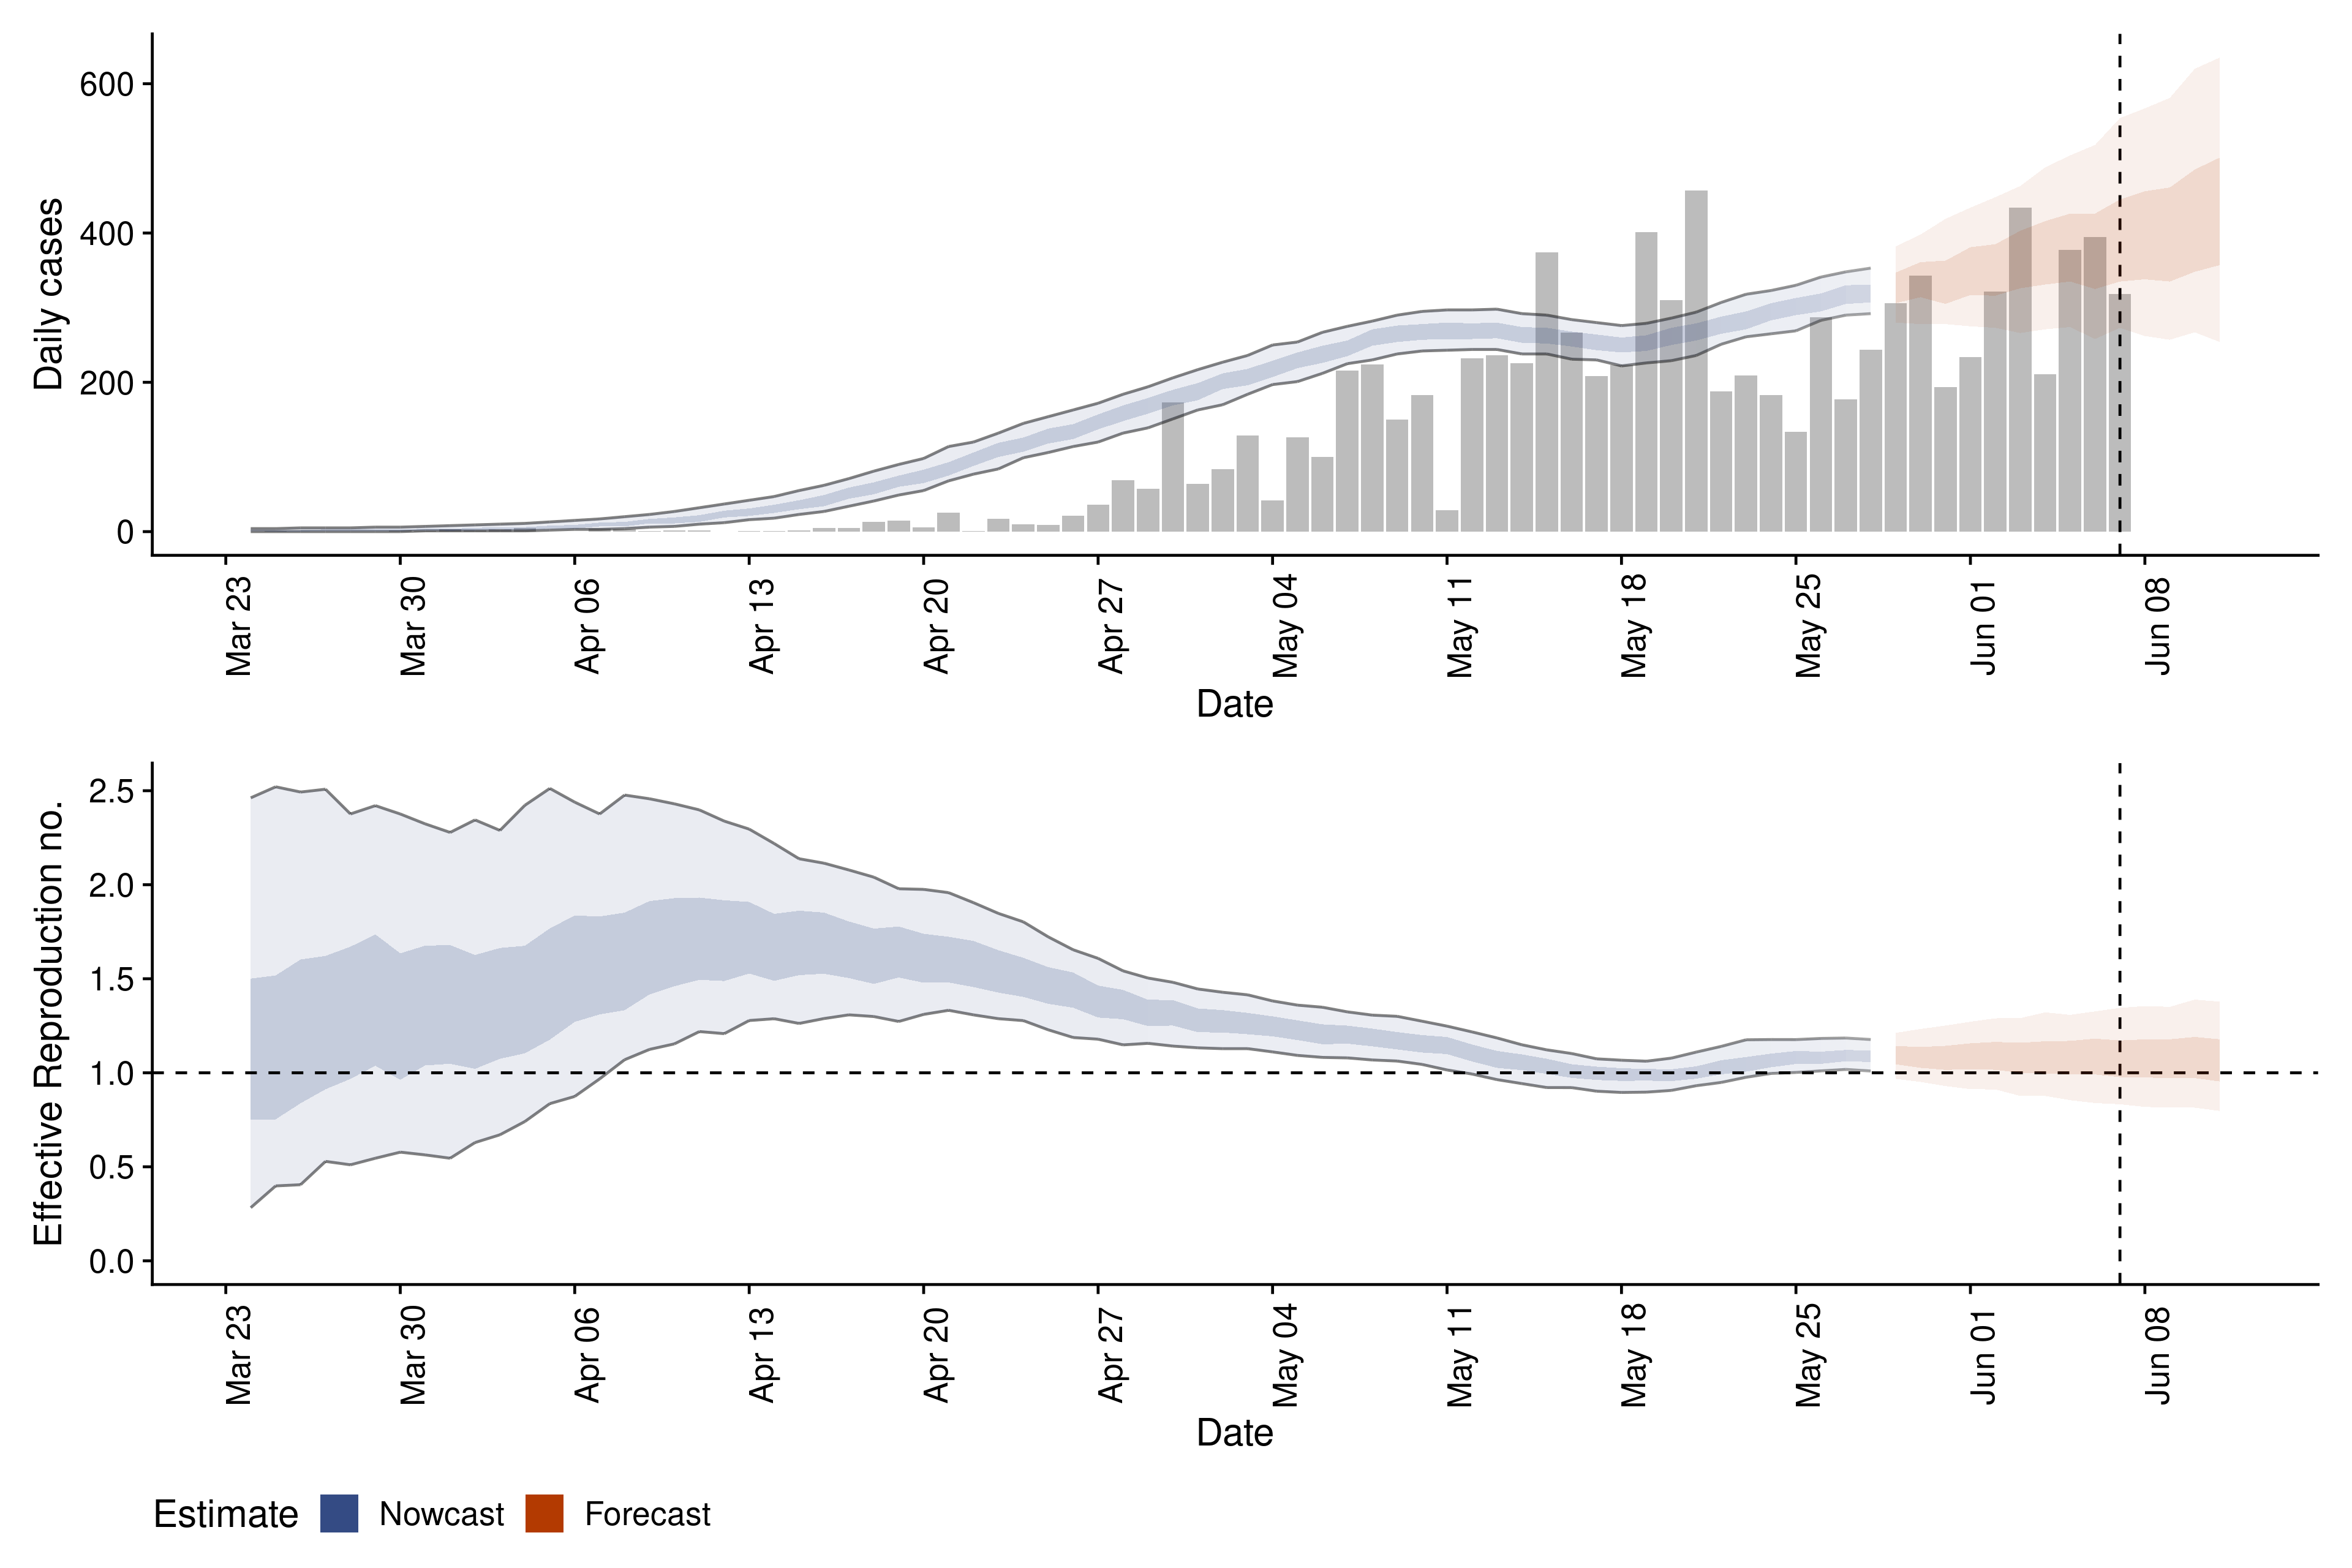 Daily cases
600
400
200
0
Mar 23
Mar 30
Apr 06
Apr 13
Apr 20
Apr 27
May 04
May 11
May 18
May 25
Jun 01
Jun 08
Date
Effective Reproduction no.
2.5
2.0
1.5
1.0
0.5
0.0
Mar 23
Mar 30
Apr 06
Apr 13
Apr 20
Apr 27
May 04
May 11
May 18
May 25
Jun 01
Jun 08
Date
Estimate Nowcast Forecast